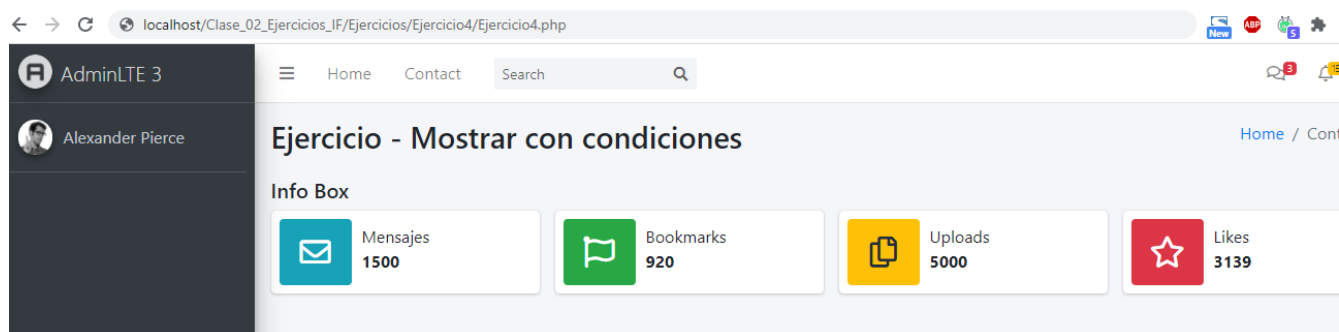 localhost/Clase_02_Ejercicios_IF/Ejercicios/Ejercicio4/Ejercicio4.php
New
ABP
5
AdminLTE 3
Home Contact Search
3
Alexander Pierce
Ejercicio - Mostrar con condiciones
Home /
Info Box
Mensajes
1500
Bookmarks
920
Uploads
5000
Likes
3139